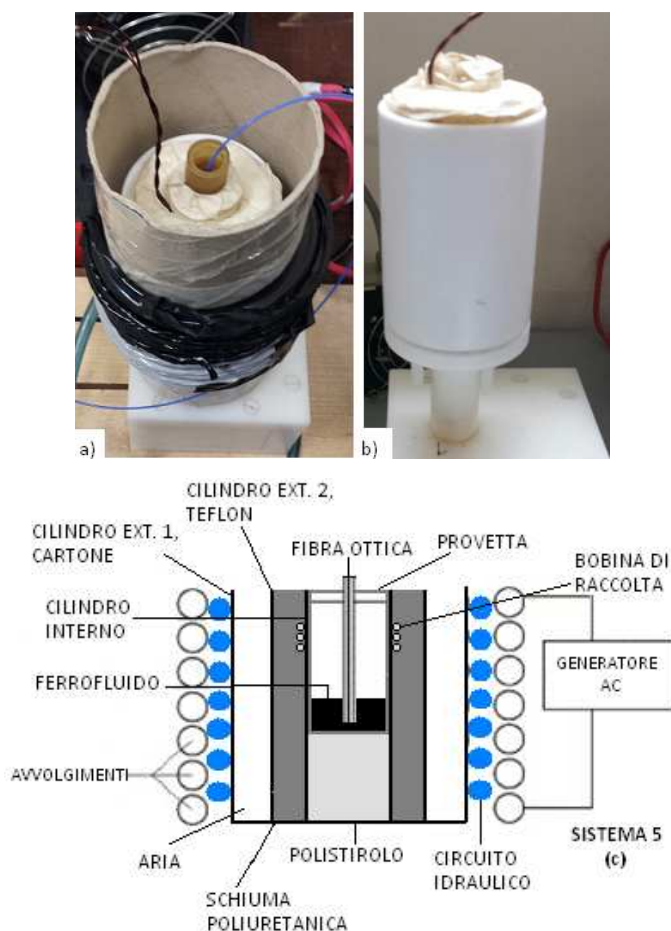 a)
b)
CILINDRO EXT. 2,
TEFLON
CILINDRO EXT. 1,
CARTONE
FIBRA OTTICA
PROVETTA
BOBINA DI
RACCOLTA
CILINDRO
INTERNO
GENERATORE
AC
FERROFLUIDO
AVVOLGIMENTI
ARIA
POLISTIROLO
CIRCUITO
IDRAULICO
SISTEMA 5
(c)
SCHIUMA
POLIURETANICA